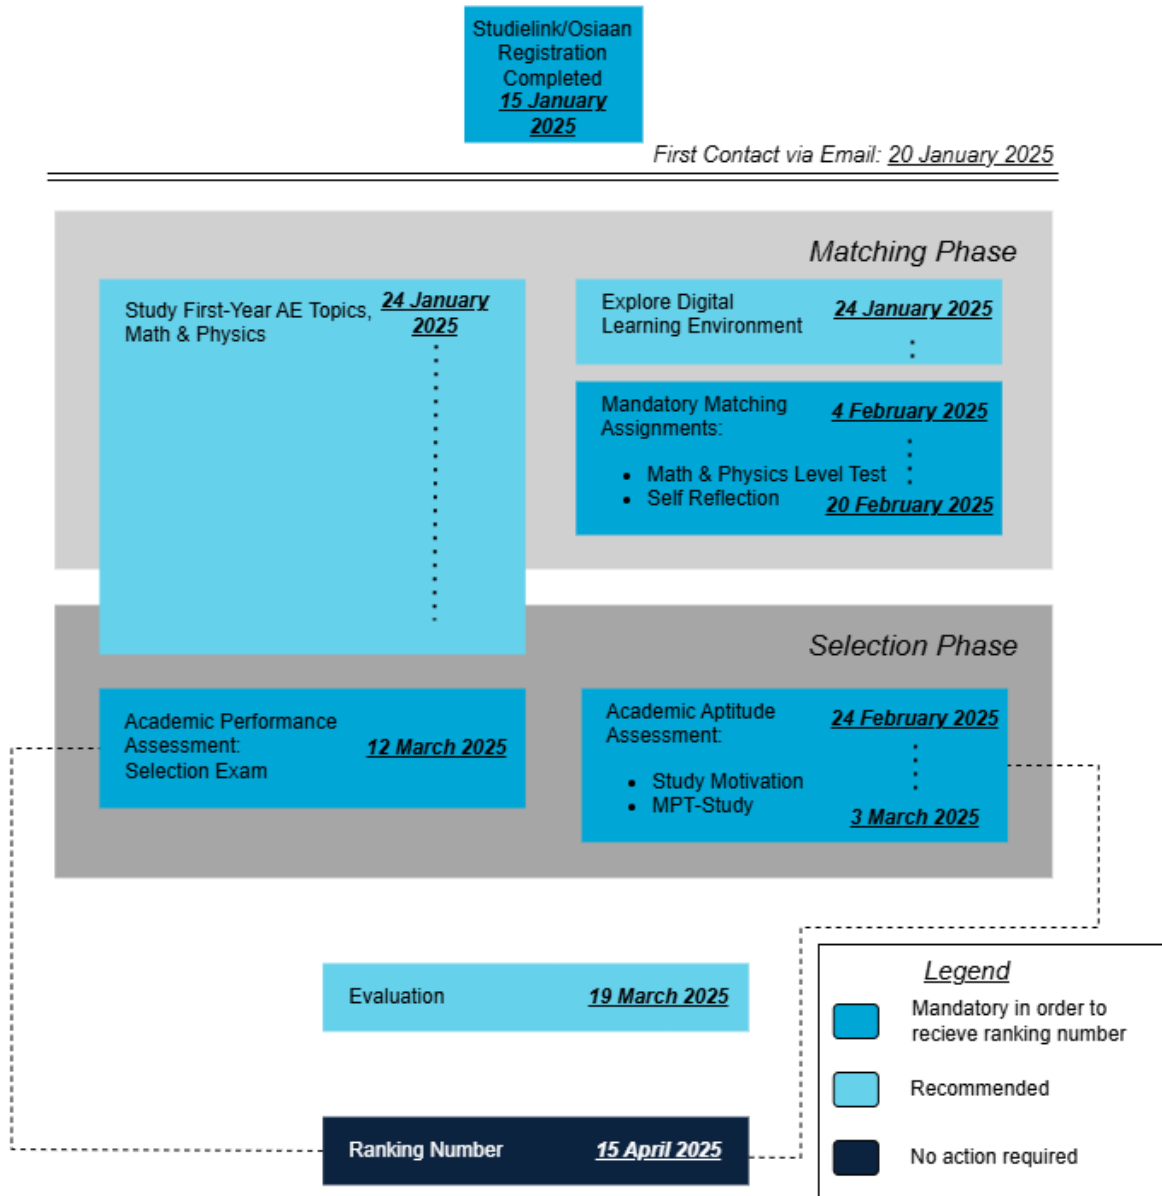 Studielink/Osiaan
Registration
Completed
15 January
2025
First Contact via Email: 20 January 2025
Matching Phase
Study First-Year AE Topics,
Math & Physics
24 January
2025
Explore Digital
Learning Environment
24 January 2025
Mandatory Matching
Assignments:
4 February 2025
• Math & Physics Level Test
• Self Reflection
20 February 2025
Selection Phase
Academic Performance
Assessment:
Selection Exam
12 March 2025
Academic Aptitude
Assessment:
24 February 2025
• Study Motivation
• MPT-Study
3 March 2025
Evaluation
19 March 2025
Ranking Number
15 April 2025
Legend
Mandatory in order to
recieve ranking number
Recommended
No action required